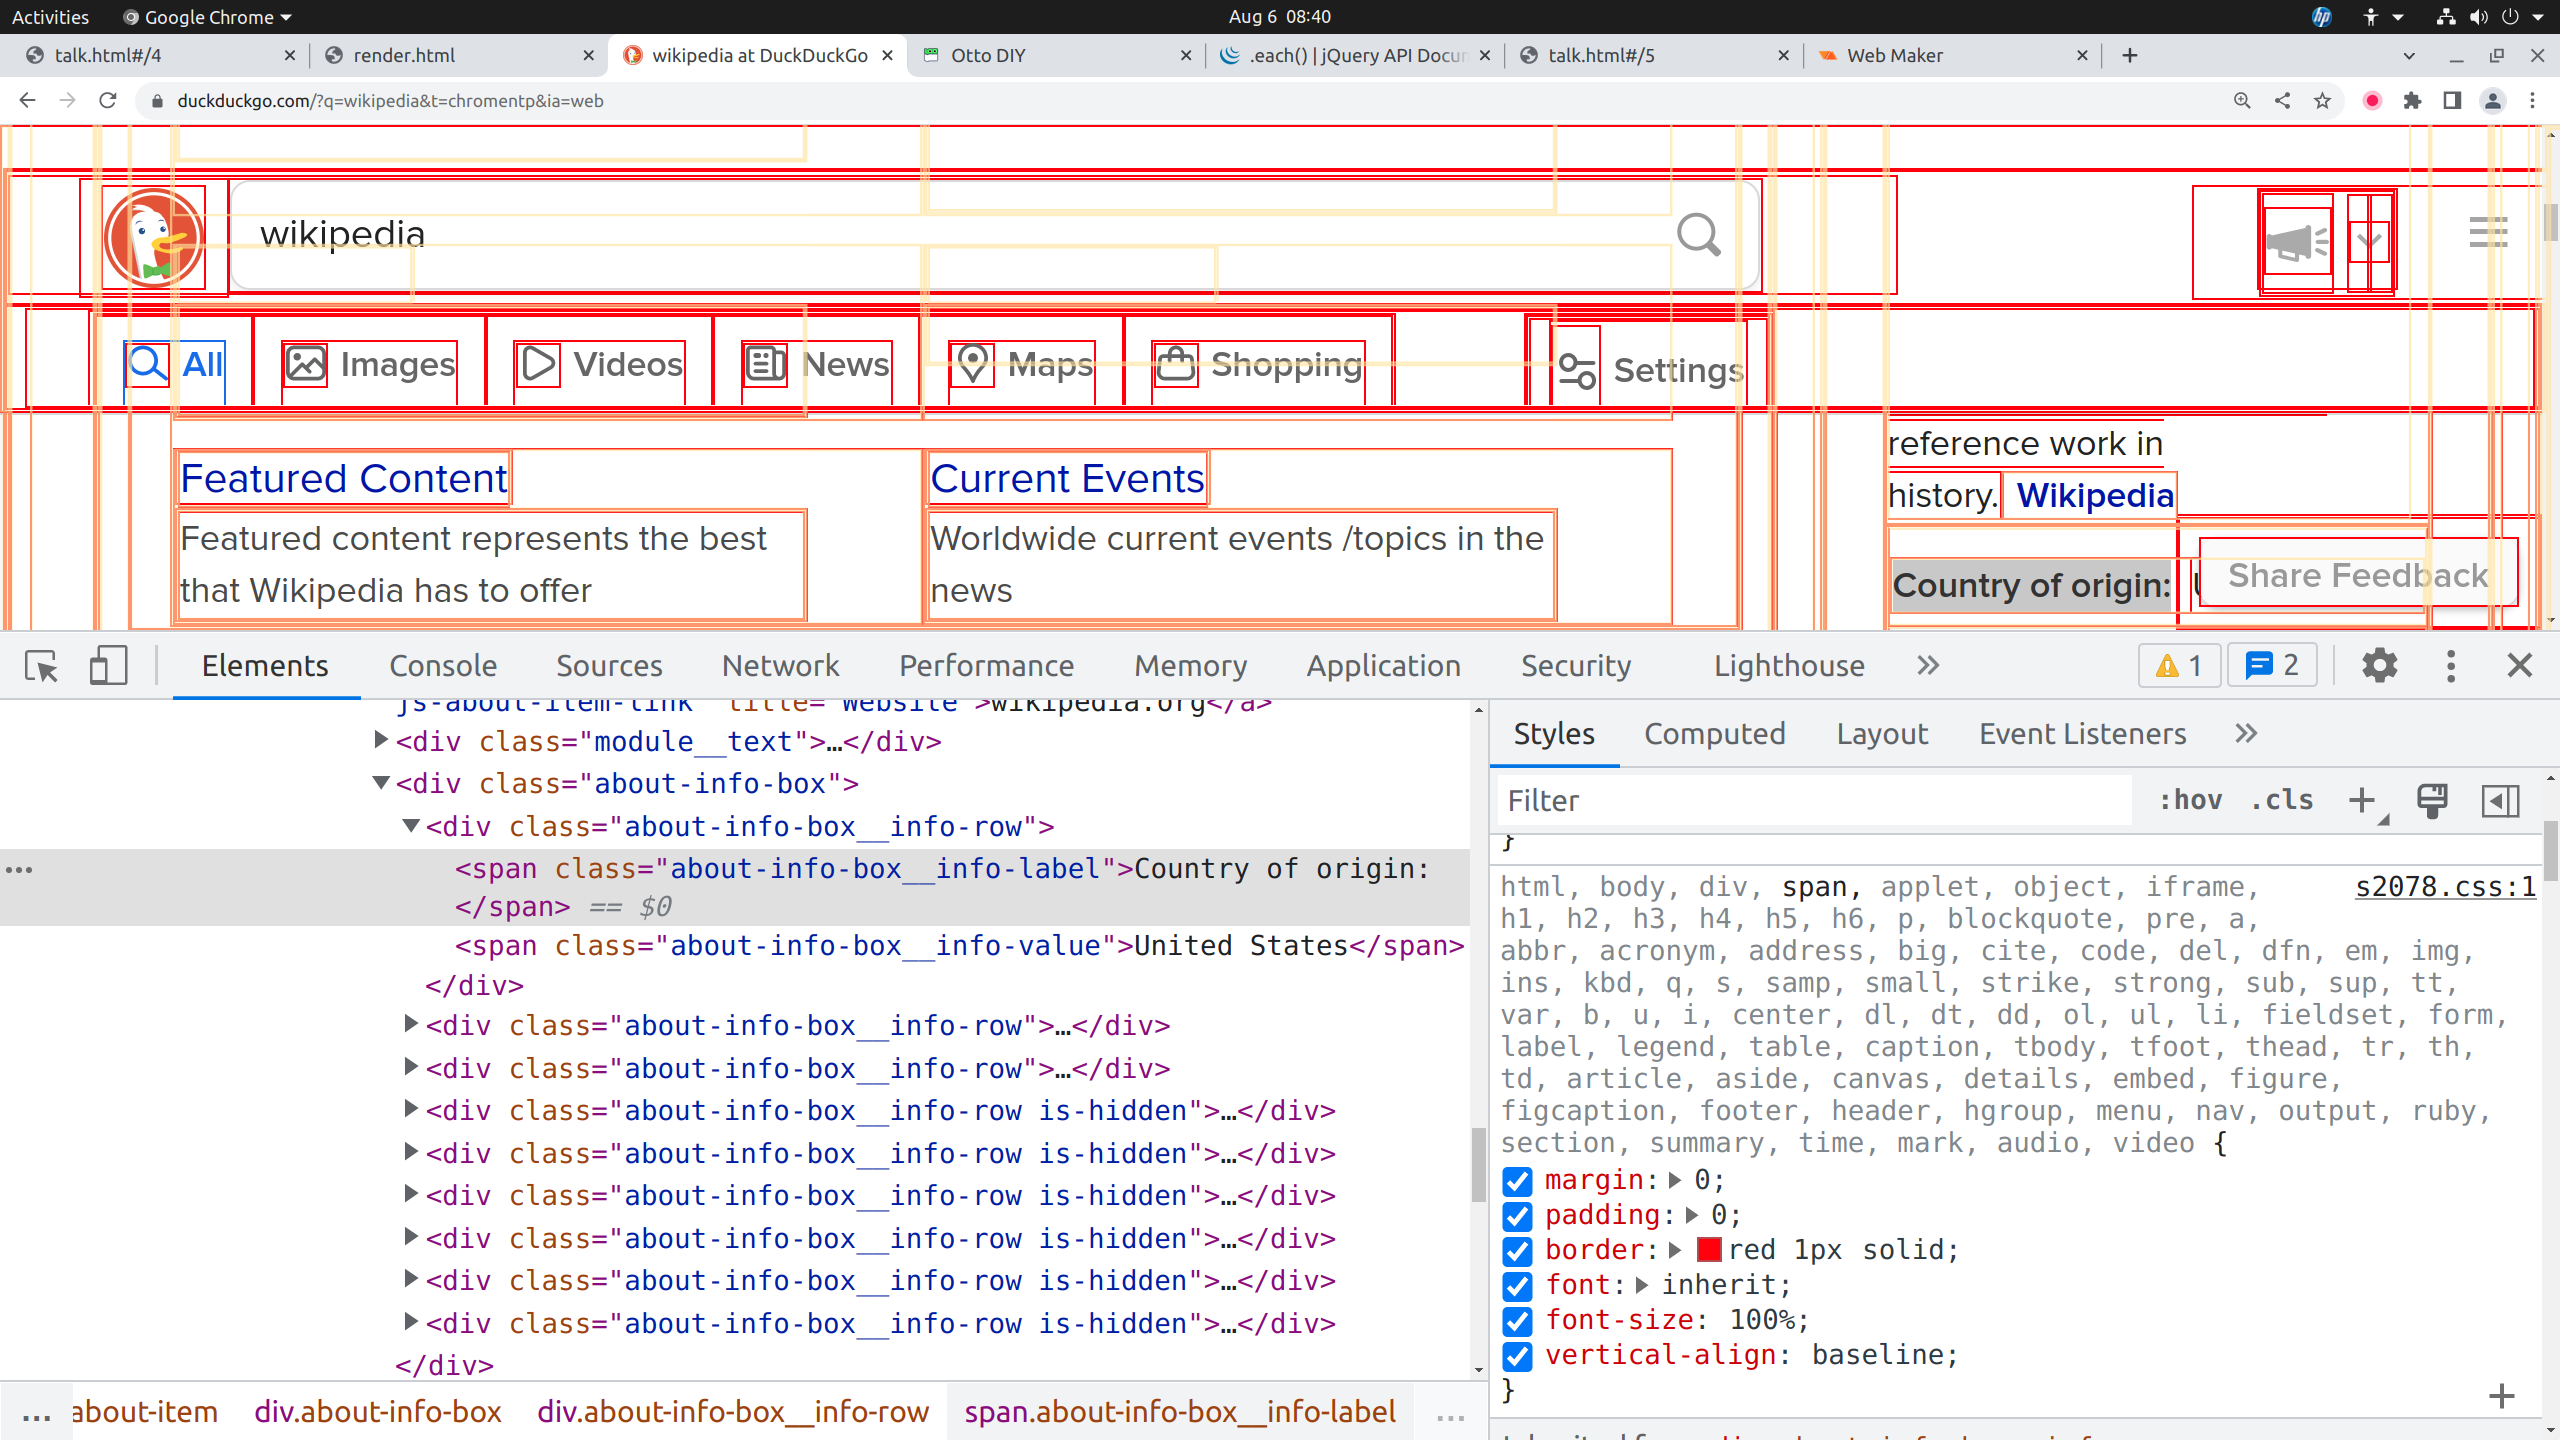 Activities Google Chrome Aug 6 08:40
talk.html#/4 render.html wikipedia at DuckDuckGo Otto DIY .each() | jQuery API Docum talk.html#/5 Web Maker
duckduckgo.com/?q=wikipedia&t=chromentp&ia=web
wikipedia
All Images Videos News Maps Shopping Settings
reference work in
history. Wikipedia
Featured Content
Featured content represents the best
that Wikipedia has to offer
Current Events
Worldwide current events /topics in the
news
Country of origin:
Share Feedback
Elements Console Sources Network Performance Memory Application Security Lighthouse » 1 2
js-about-item-link" title="Website">wikipedia.org</a>
<div class="module__text">…</div>
<div class="about-info-box">
<div class="about-info-box__info-row">
<span class="about-info-box__info-label">Country of origin:
</span> == $0
<span class="about-info-box__info-value">United States</span>
</div>
<div class="about-info-box__info-row">…</div>
<div class="about-info-box__info-row">…</div>
<div class="about-info-box__info-row is-hidden">…</div>
<div class="about-info-box__info-row is-hidden">…</div>
<div class="about-info-box__info-row is-hidden">…</div>
<div class="about-info-box__info-row is-hidden">…</div>
<div class="about-info-box__info-row is-hidden">…</div>
<div class="about-info-box__info-row is-hidden">…</div>
</div>
… about-item div.about-info-box div.about-info-box__info-row span.about-info-box__info-label …
Styles Computed Layout Event Listeners »
Filter :hov .cls
}
html, body, div, span, applet, object, iframe, s2078.css:1
h1, h2, h3, h4, h5, h6, p, blockquote, pre, a,
abbr, acronym, address, big, cite, code, del, dfn, em, img,
ins, kbd, q, s, samp, small, strike, strong, sub, sup, tt,
var, b, u, i, center, dl, dt, dd, ol, ul, li, fieldset, form,
label, legend, table, caption, tbody, tfoot, thead, tr, th,
td, article, aside, canvas, details, embed, figure,
figcaption, footer, header, hgroup, menu, nav, output, ruby,
section, summary, time, mark, audio, video {
margin: 0;
padding: 0;
border: red 1px solid;
font: inherit;
font-size: 100%;
vertical-align: baseline;
}